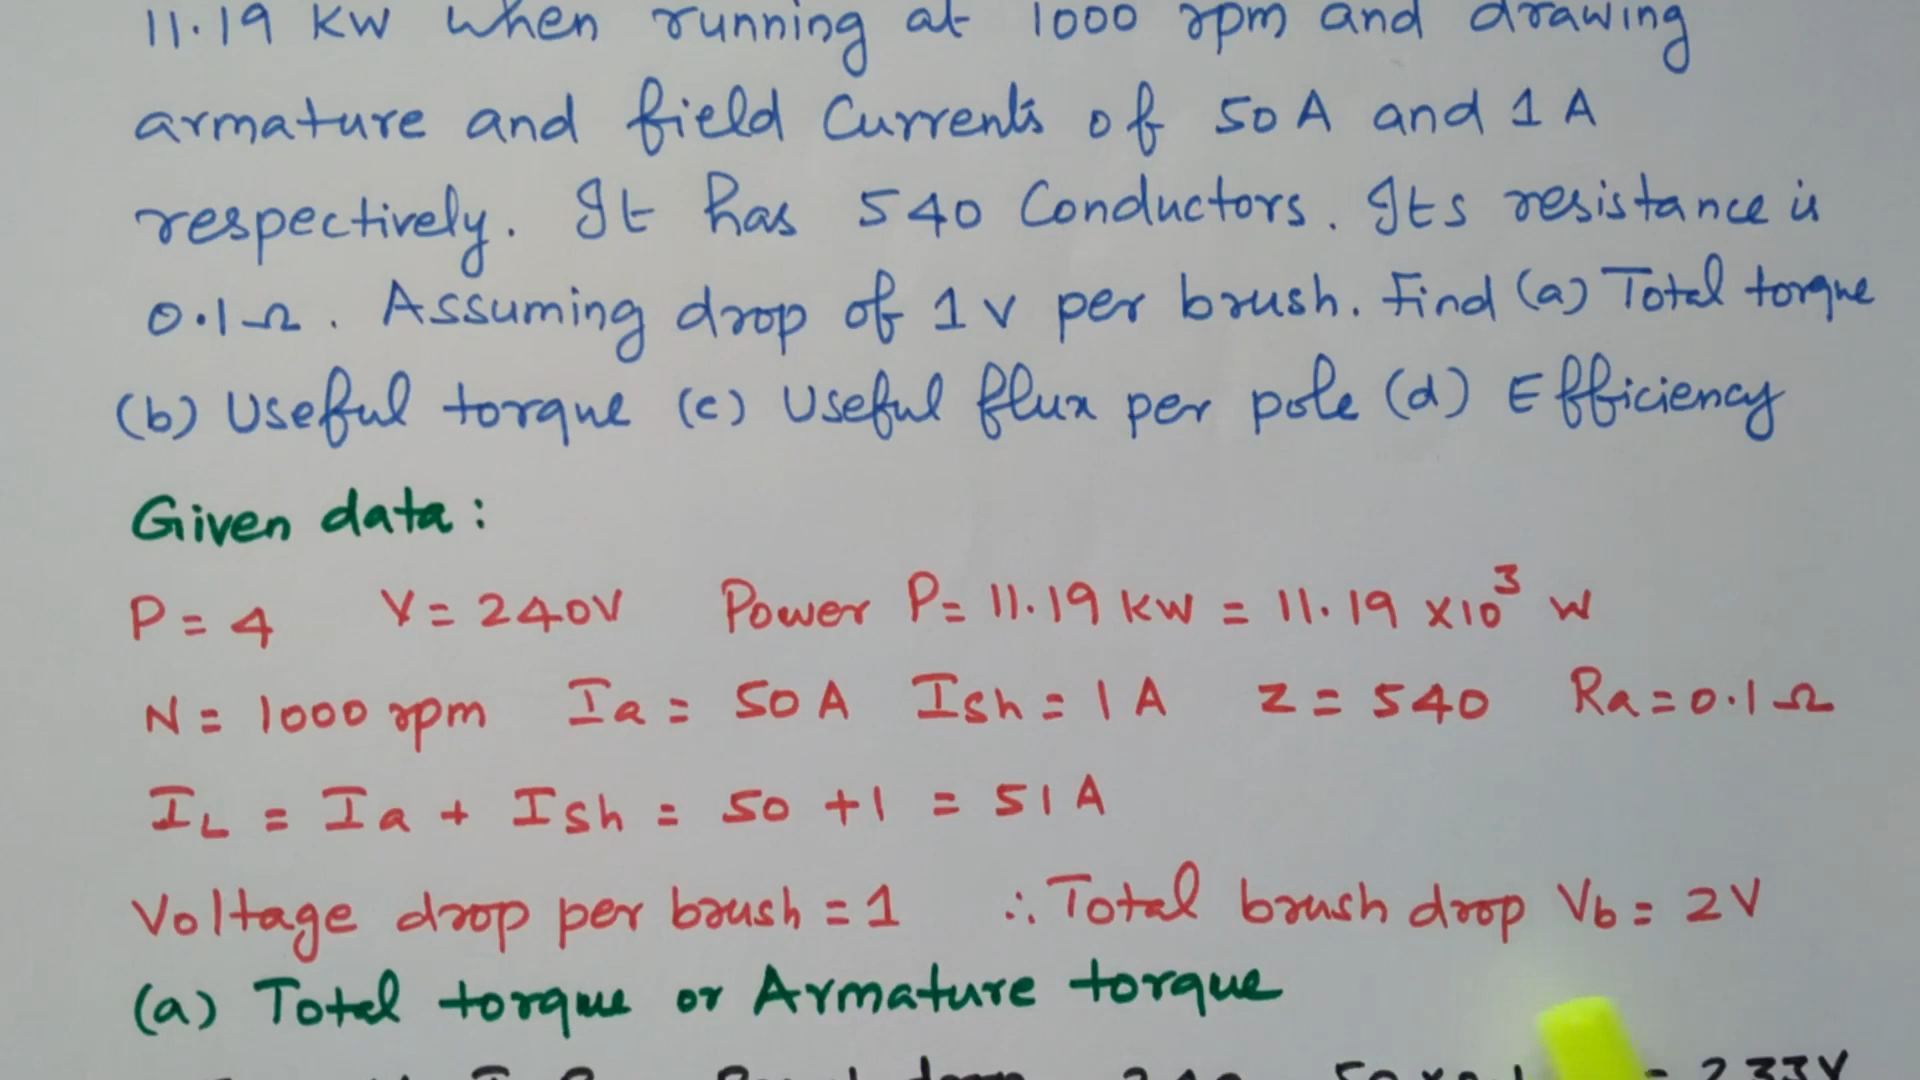 11.19 kw when running at 1000 rpm and drawing
armature and field Currents of 50 A and 1 A
respectively. It has 540 Conductors. Its resistance is
0.1Ω. Assuming drop of 1 v per brush. Find (a) Total torque
(b) Useful torque (c) Useful flux per pole (d) Efficiency
Given data:
P = 4 V = 240V Power P = 11.19 kw = 11.19 x10³ w
N = 1000 rpm Ia = 50 A Ish = 1 A Z = 540 Ra = 0.1 Ω
IL = Ia + Ish = 50 + 1 = 51 A
Voltage drop per brush = 1 ∴ Total brush drop Vb = 2 V
(a) Total torque or Armature torque
= 233V